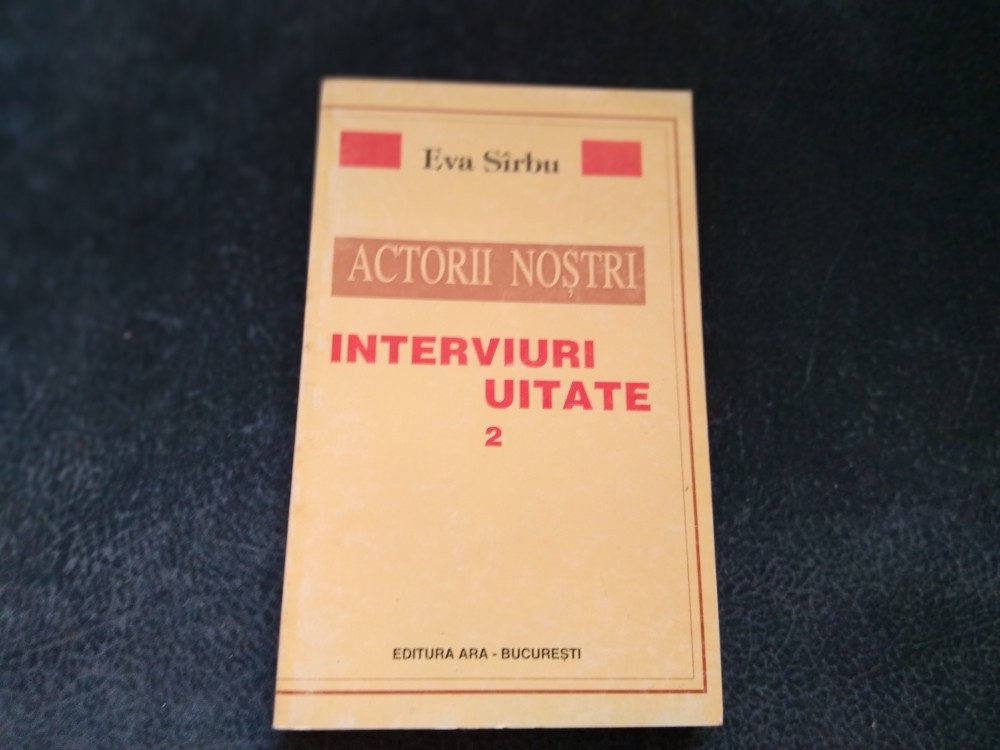 Eva Sîrbu
ACTORII NOȘTRI
INTERVIURI
UITATE
2
EDITURA ARA - BUCUREȘTI